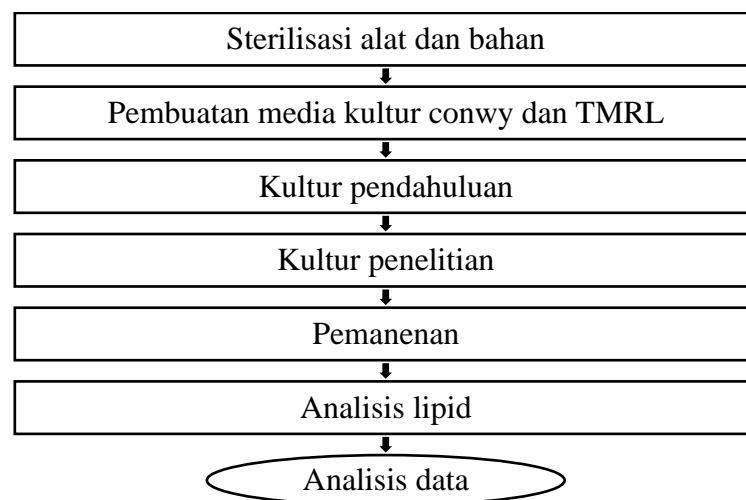 Sterilisasi alat dan bahan
Pembuatan media kultur conwy dan TMRL
Kultur pendahuluan
Kultur penelitian
Pemanenan
Analisis lipid
Analisis data